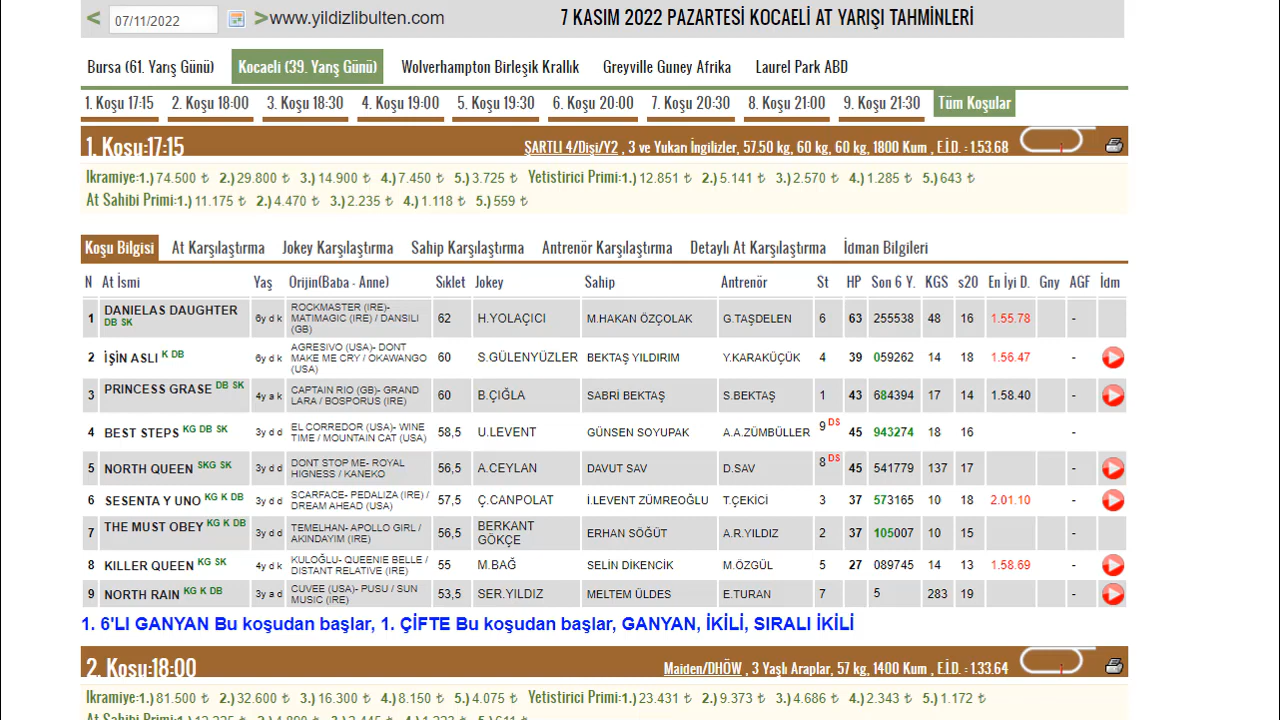 < 07/11/2022 >www.yildizlibulten.com 7 KASIM 2022 PAZARTESİ KOCAELİ AT YARIŞI TAHMİNLERİ
Bursa (61. Yarış Günü) Kocaeli (39. Yarış Günü) Wolverhampton Birleşik Krallık Greyville Guney Afrika Laurel Park ABD
1. Koşu 17:15 2. Koşu 18:00 3. Koşu 18:30 4. Koşu 19:00 5. Koşu 19:30 6. Koşu 20:00 7. Koşu 20:30 8. Koşu 21:00 9. Koşu 21:30 Tüm Koşular
1. Koşu:17:15 ŞARTLI 4/Dişi/Y2 , 3 ve Yukarı İngilizler, 57.50 kg, 60 kg, 60 kg, 1800 Kum , E.İ.D. : 1.53.68
İkramiye:1.) 74.500 ₺ 2.) 29.800 ₺ 3.) 14.900 ₺ 4.) 7.450 ₺ 5.) 3.725 ₺ Yetistirici Primi:1.) 12.851 ₺ 2.) 5.141 ₺ 3.) 2.570 ₺ 4.) 1.285 ₺ 5.) 643 ₺
At Sahibi Primi:1.) 11.175 ₺ 2.) 4.470 ₺ 3.) 2.235 ₺ 4.) 1.118 ₺ 5.) 559 ₺
Koşu Bilgisi At Karşılaştırma Jokey Karşılaştırma Sahip Karşılaştırma Antrenör Karşılaştırma Detaylı At Karşılaştırma İdman Bilgileri
N At İsmi Yaş Orijin(Baba - Anne) Sıklet Jokey Sahip Antrenör St HP Son 6 Y. KGS s20 En İyi D. Gny AGF İdm
1 DANIELAS DAUGHTER DB SK 6y d k ROCKMASTER (IRE)- MATIMAGIC (IRE) / DANSILI (GB) 62 H.YOLAÇICI M.HAKAN ÖZÇOLAK G.TAŞDELEN 6 63 255538 48 16 1.55.78 -
2 İŞİN ASLI K DB 6y d k AGRESIVO (USA)- DONT MAKE ME CRY / OKAWANGO (USA) 60 S.GÜLENYÜZLER BEKTAŞ YILDIRIM Y.KARAKÜÇÜK 4 39 059262 14 18 1.56.47 -
3 PRINCESS GRASE DB SK 4y a k CAPTAIN RIO (GB)- GRAND LARA / BOSPORUS (IRE) 60 B.ÇIĞLA SABRİ BEKTAŞ S.BEKTAŞ 1 43 684394 17 14 1.58.40 -
4 BEST STEPS KG DB SK 3y d d EL CORREDOR (USA)- WINE TIME / MOUNTAIN CAT (USA) 58,5 U.LEVENT GÜNSEN SOYUPAK A.A.ZÜMBÜLLER 9 DS 45 943274 18 16 -
5 NORTH QUEEN SKG SK 3y d d DONT STOP ME- ROYAL HIGNESS / KANEKO 56,5 A.CEYLAN DAVUT SAV D.SAV 8 DS 45 541779 137 17 -
6 SESENTA Y UNO KG K DB 3y d d SCARFACE- PEDALIZA (IRE) / DREAM AHEAD (USA) 57,5 Ç.CANPOLAT İ.LEVENT ZÜMREOĞLU T.ÇEKİCİ 3 37 573165 10 18 2.01.10 -
7 THE MUST OBEY KG K DB 3y d d TEMELHAN- APOLLO GIRL / AKINDAYIM (IRE) 56,5 BERKANT GÖKÇE ERHAN SÖĞÜT A.R.YILDIZ 2 37 105007 10 15 -
8 KILLER QUEEN KG SK 4y d k KULOĞLU- QUEENIE BELLE / DISTANT RELATIVE (IRE) 55 M.BAĞ SELİN DİKENCİK M.ÖZGÜL 5 27 089745 14 13 1.58.69 -
9 NORTH RAIN KG K DB 3y a d CUVEE (USA)- PUSU / SUN MUSIC (IRE) 53,5 SER.YILDIZ MELTEM ÜLDES E.TURAN 7 5 283 19 -
1. 6'LI GANYAN Bu koşudan başlar, 1. ÇİFTE Bu koşudan başlar, GANYAN, İKİLİ, SIRALI İKİLİ
2. Koşu:18:00 Maiden/DHÖW , 3 Yaşlı Araplar, 57 kg, 1400 Kum , E.İ.D. : 1.33.64
İkramiye:1.) 81.500 ₺ 2.) 32.600 ₺ 3.) 16.300 ₺ 4.) 8.150 ₺ 5.) 4.075 ₺ Yetistirici Primi:1.) 23.431 ₺ 2.) 9.373 ₺ 3.) 4.686 ₺ 4.) 2.343 ₺ 5.) 1.172 ₺
At Sahibi Primi:1.)